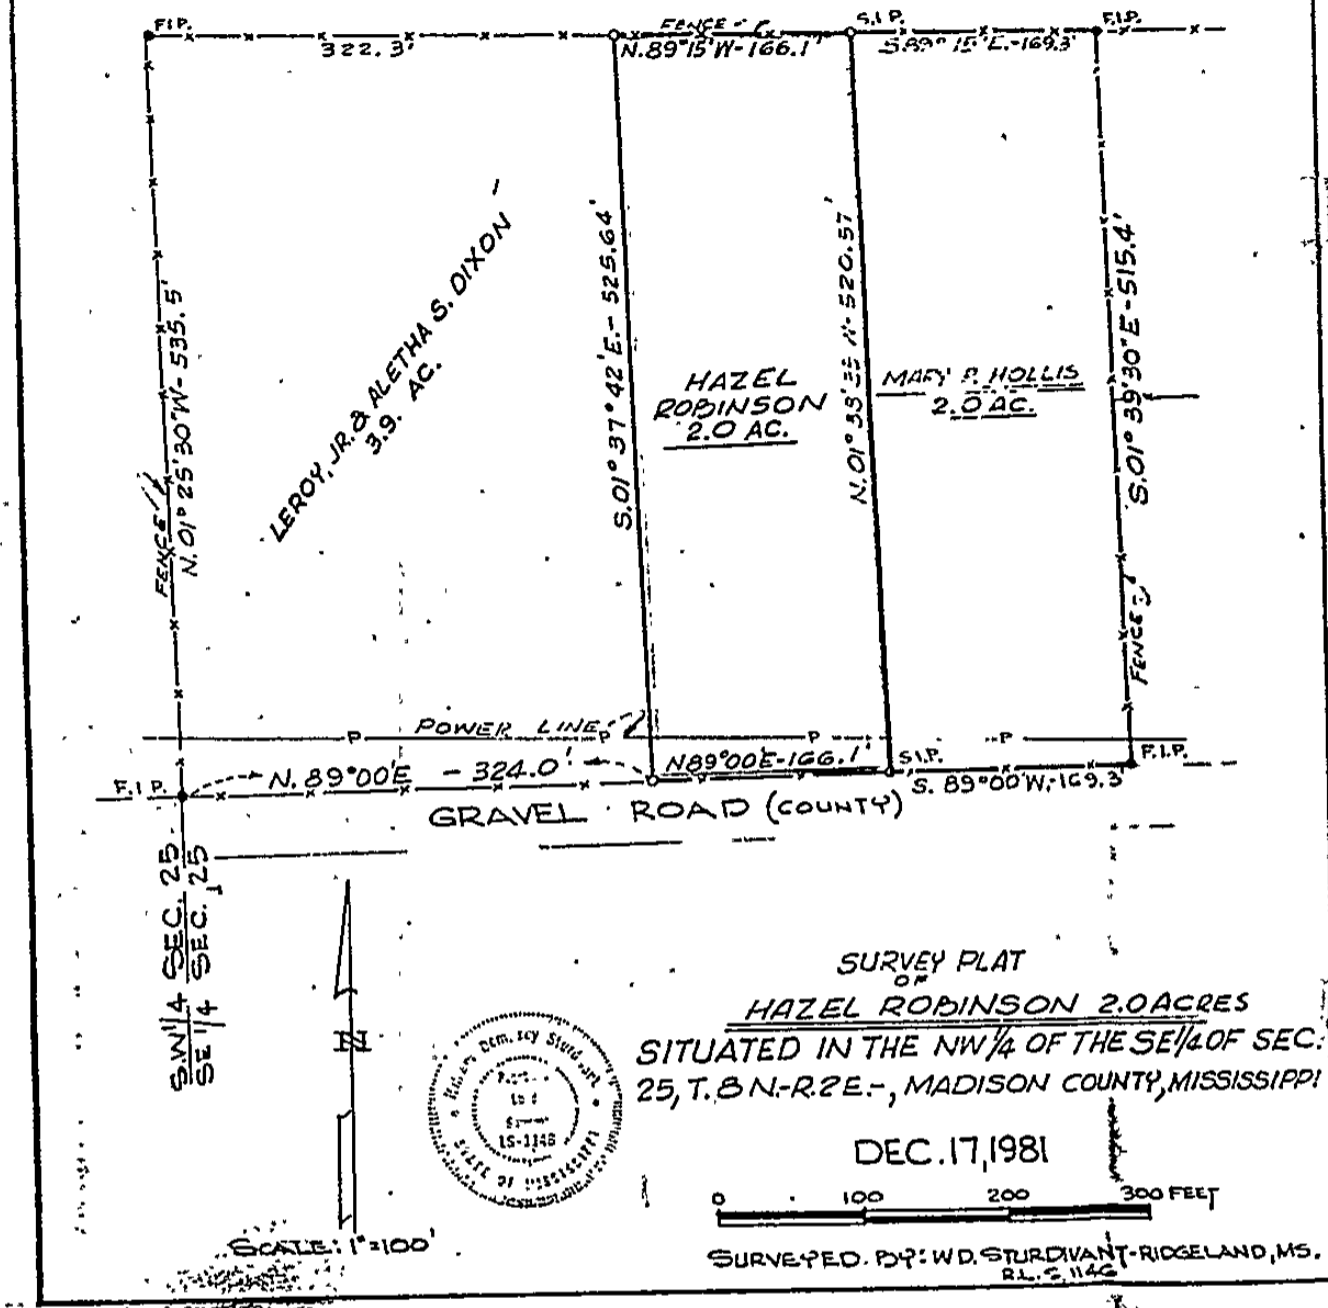 F.I.P.
FENCE
S.I.P.
F.I.P.
322.3'
N.89°15'W-166.1'
S.89°15'E.-169.3'
N.01°25'30"W-535.5'
FENCE
LEROY, JR. & ALETHA S. DIXON
3.9. AC.
S.01°37'42"E.-525.64'
HAZEL
ROBINSON
2.0 AC.
N.01°
520.57'
MARY P. HOLLIS
2.0 AC.
S.01°39'30"E-515.4'
FENCE
POWER LINE
P
P
P
P
F.I.P.
N.89°00'E - 324.0'
N89°00'E-166.1'
S.I.P.
S. 89°00'W,-169.3'
F.I.P.
GRAVEL ROAD (COUNTY)
SW 1/4 SEC. 25
SE 1/4 SEC. 25
N
SURVEY PLAT
OF
HAZEL ROBINSON 2.0 ACRES
SITUATED IN THE NW 1/4 OF THE SE 1/4 OF SEC.
25, T.8N.-R.2E.-, MADISON COUNTY, MISSISSIPPI
DEC. 17, 1981
0 100 200 300 FEET
SCALE: 1"=100'
SURVEYED. BY: W.D. STURDIVANT-RIDGELAND, MS.
R.L.S. 1146